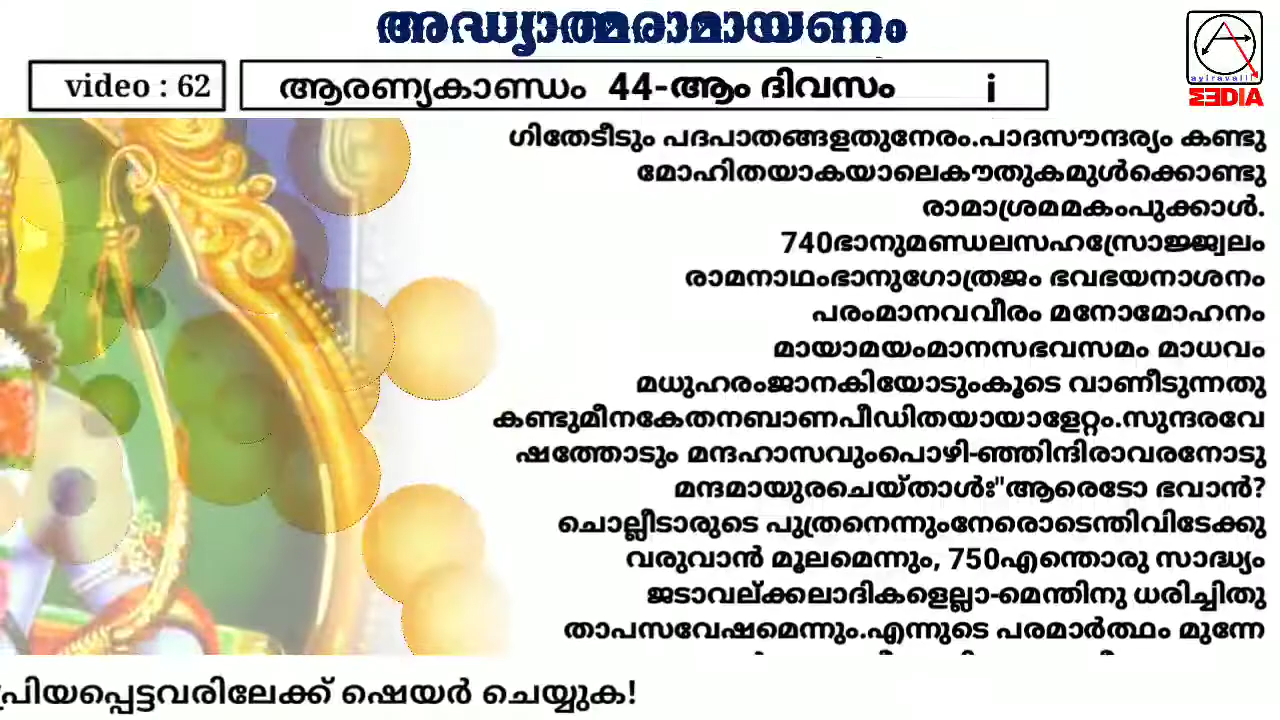 അദ്ധ്യാത്മരാമായണം
ayiravalli
MEDIA
video : 62
ആരണ്യകാണ്ഡം 44-ആം ദിവസം i
ഗിതേടീടും പദപാതങ്ങളതുനേരം.പാദസൗന്ദര്യം കണ്ടു
മോഹിതയാകയാലെകൗതുകമുൾക്കൊണ്ടു
രാമാശ്രമമകംപുക്കാൾ.
740ഭാനുമണ്ഡലസഹസ്രോജ്ജ്വലം
രാമനാഥംഭാനുഗോത്രജം ഭവഭയനാശനം
പരംമാനവവീരം മനോമോഹനം
മായാമയംമാനസഭവസമം മാധവം
മധുഹരംജാനകിയോടുംകൂടെ വാണീടുന്നതു
കണ്ടുമീനകേതനബാണപീഡിതയായാളേറ്റം.സുന്ദരവേ
ഷത്തോടും മന്ദഹാസവുംപൊഴി-ഞ്ഞിന്ദിരാവരനോടു
മന്ദമായുരചെയ്താൾഃ"ആരെടോ ഭവാൻ?
ചൊല്ലീടാരുടെ പുത്രനെന്നുംനേരൊടെന്തിവിടേക്കു
വരുവാൻ മൂലമെന്നും, 750എന്തൊരു സാദ്ധ്യം
ജടാവല്ക്കലാദികളെല്ലാ-മെന്തിനു ധരിച്ചിതു
താപസവേഷമെന്നും.എന്നുടെ പരമാർത്ഥം മുന്നേ
പ്രിയപ്പെട്ടവരിലേക്ക് ഷെയർ ചെയ്യുക!